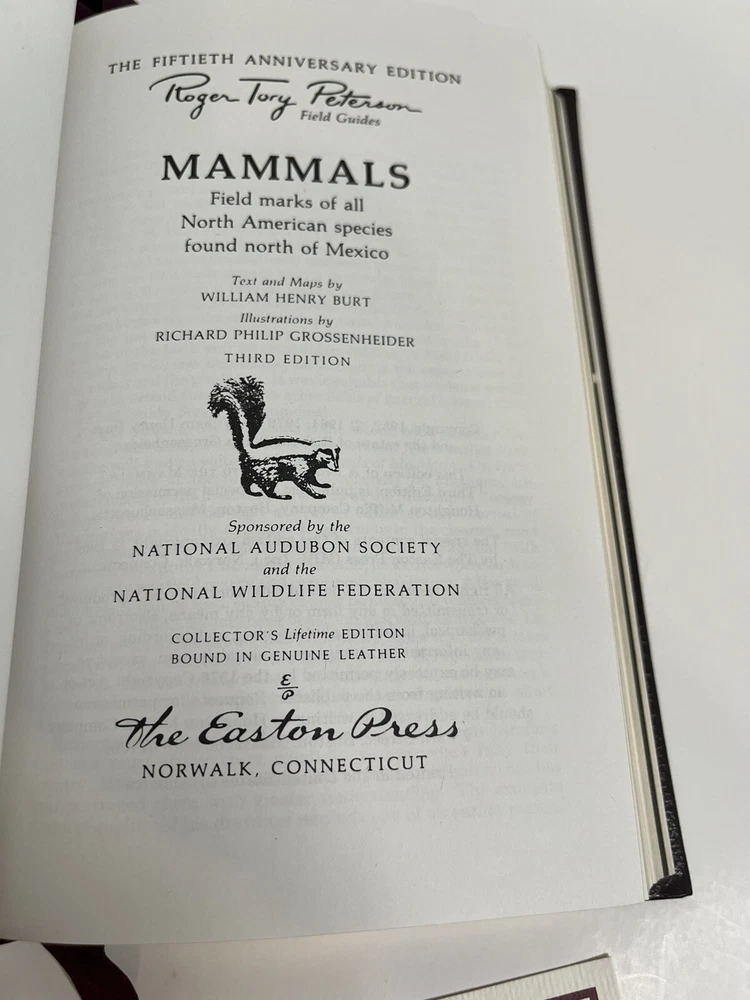 THE FIFTIETH ANNIVERSARY EDITION
Roger Tory Peterson
Field Guides
MAMMALS
Field marks of all
North American species
found north of Mexico
Text and Maps by
WILLIAM HENRY BURT
Illustrations by
RICHARD PHILIP GROSSENHEIDER
THIRD EDITION
Sponsored by the
NATIONAL AUDUBON SOCIETY
and the
NATIONAL WILDLIFE FEDERATION
COLLECTOR'S Lifetime EDITION
BOUND IN GENUINE LEATHER
E
P
The Easton Press
NORWALK, CONNECTICUT